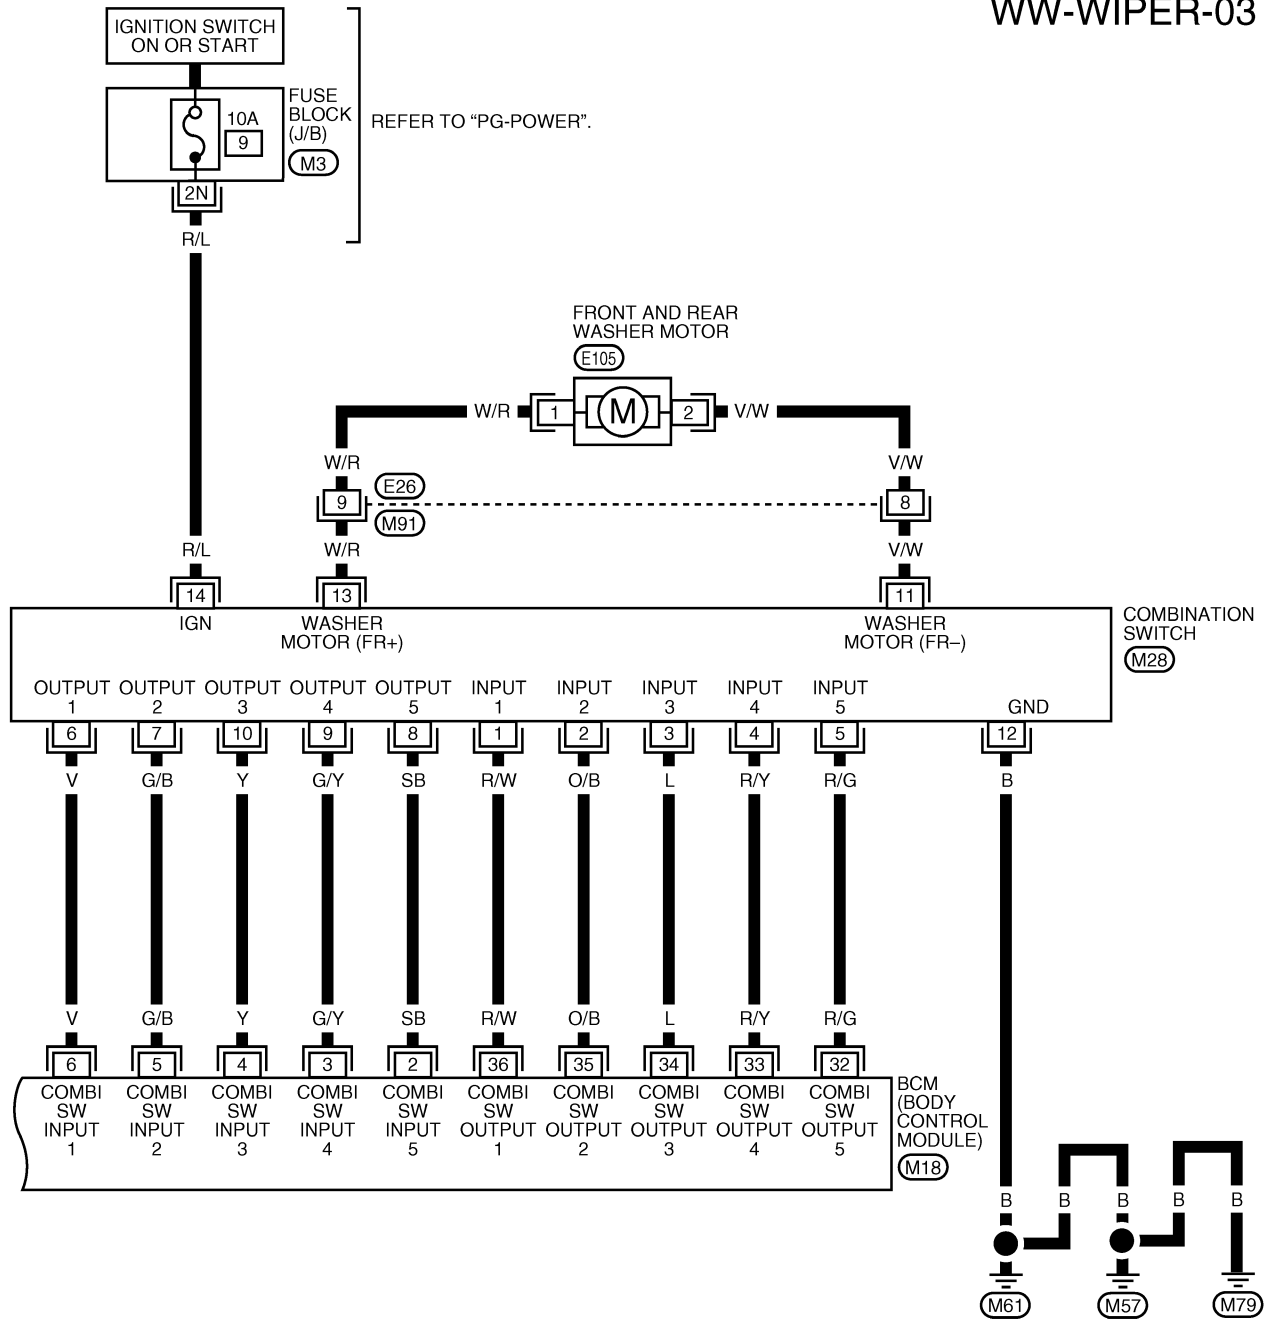 WW-WIPER-03
IGNITION SWITCH
ON OR START
FUSE
BLOCK
(J/B)
M3
10A
9
REFER TO “PG-POWER”.
2N
R/L
FRONT AND REAR
WASHER MOTOR
E105
W/R 1 M 2 V/W
W/R V/W
9 E26 8
M91
R/L W/R V/W
14 13 11
IGN WASHER WASHER
MOTOR (FR+) MOTOR (FR–)
COMBINATION
SWITCH
M28
OUTPUT OUTPUT OUTPUT OUTPUT OUTPUT INPUT INPUT INPUT INPUT INPUT
1 2 3 4 5 1 2 3 4 5 GND
6 7 10 9 8 1 2 3 4 5 12
V G/B Y G/Y SB R/W O/B L R/Y R/G B
V G/B Y G/Y SB R/W O/B L R/Y R/G
6 5 4 3 2 36 35 34 33 32
COMBI COMBI COMBI COMBI COMBI COMBI COMBI COMBI COMBI COMBI
SW SW SW SW SW SW SW SW SW SW
INPUT INPUT INPUT INPUT INPUT OUTPUT OUTPUT OUTPUT OUTPUT OUTPUT
1 2 3 4 5 1 2 3 4 5
BCM
(BODY
CONTROL
MODULE)
M18
B B B B B
M61 M57 M79